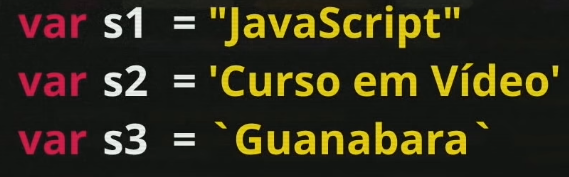 var s1 = "JavaScript"
var s2 = 'Curso em Vídeo'
var s3 = `Guanabara`